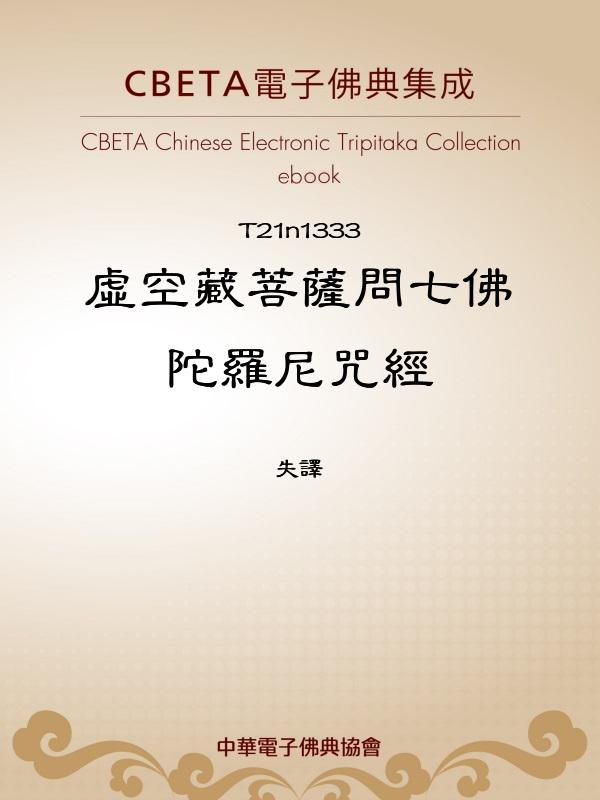 CBETA電子佛典集成
CBETA Chinese Electronic Tripitaka Collection
ebook
T21n1333
虛空藏菩薩問七佛
陀羅尼咒經
失譯
中華電子佛典協會